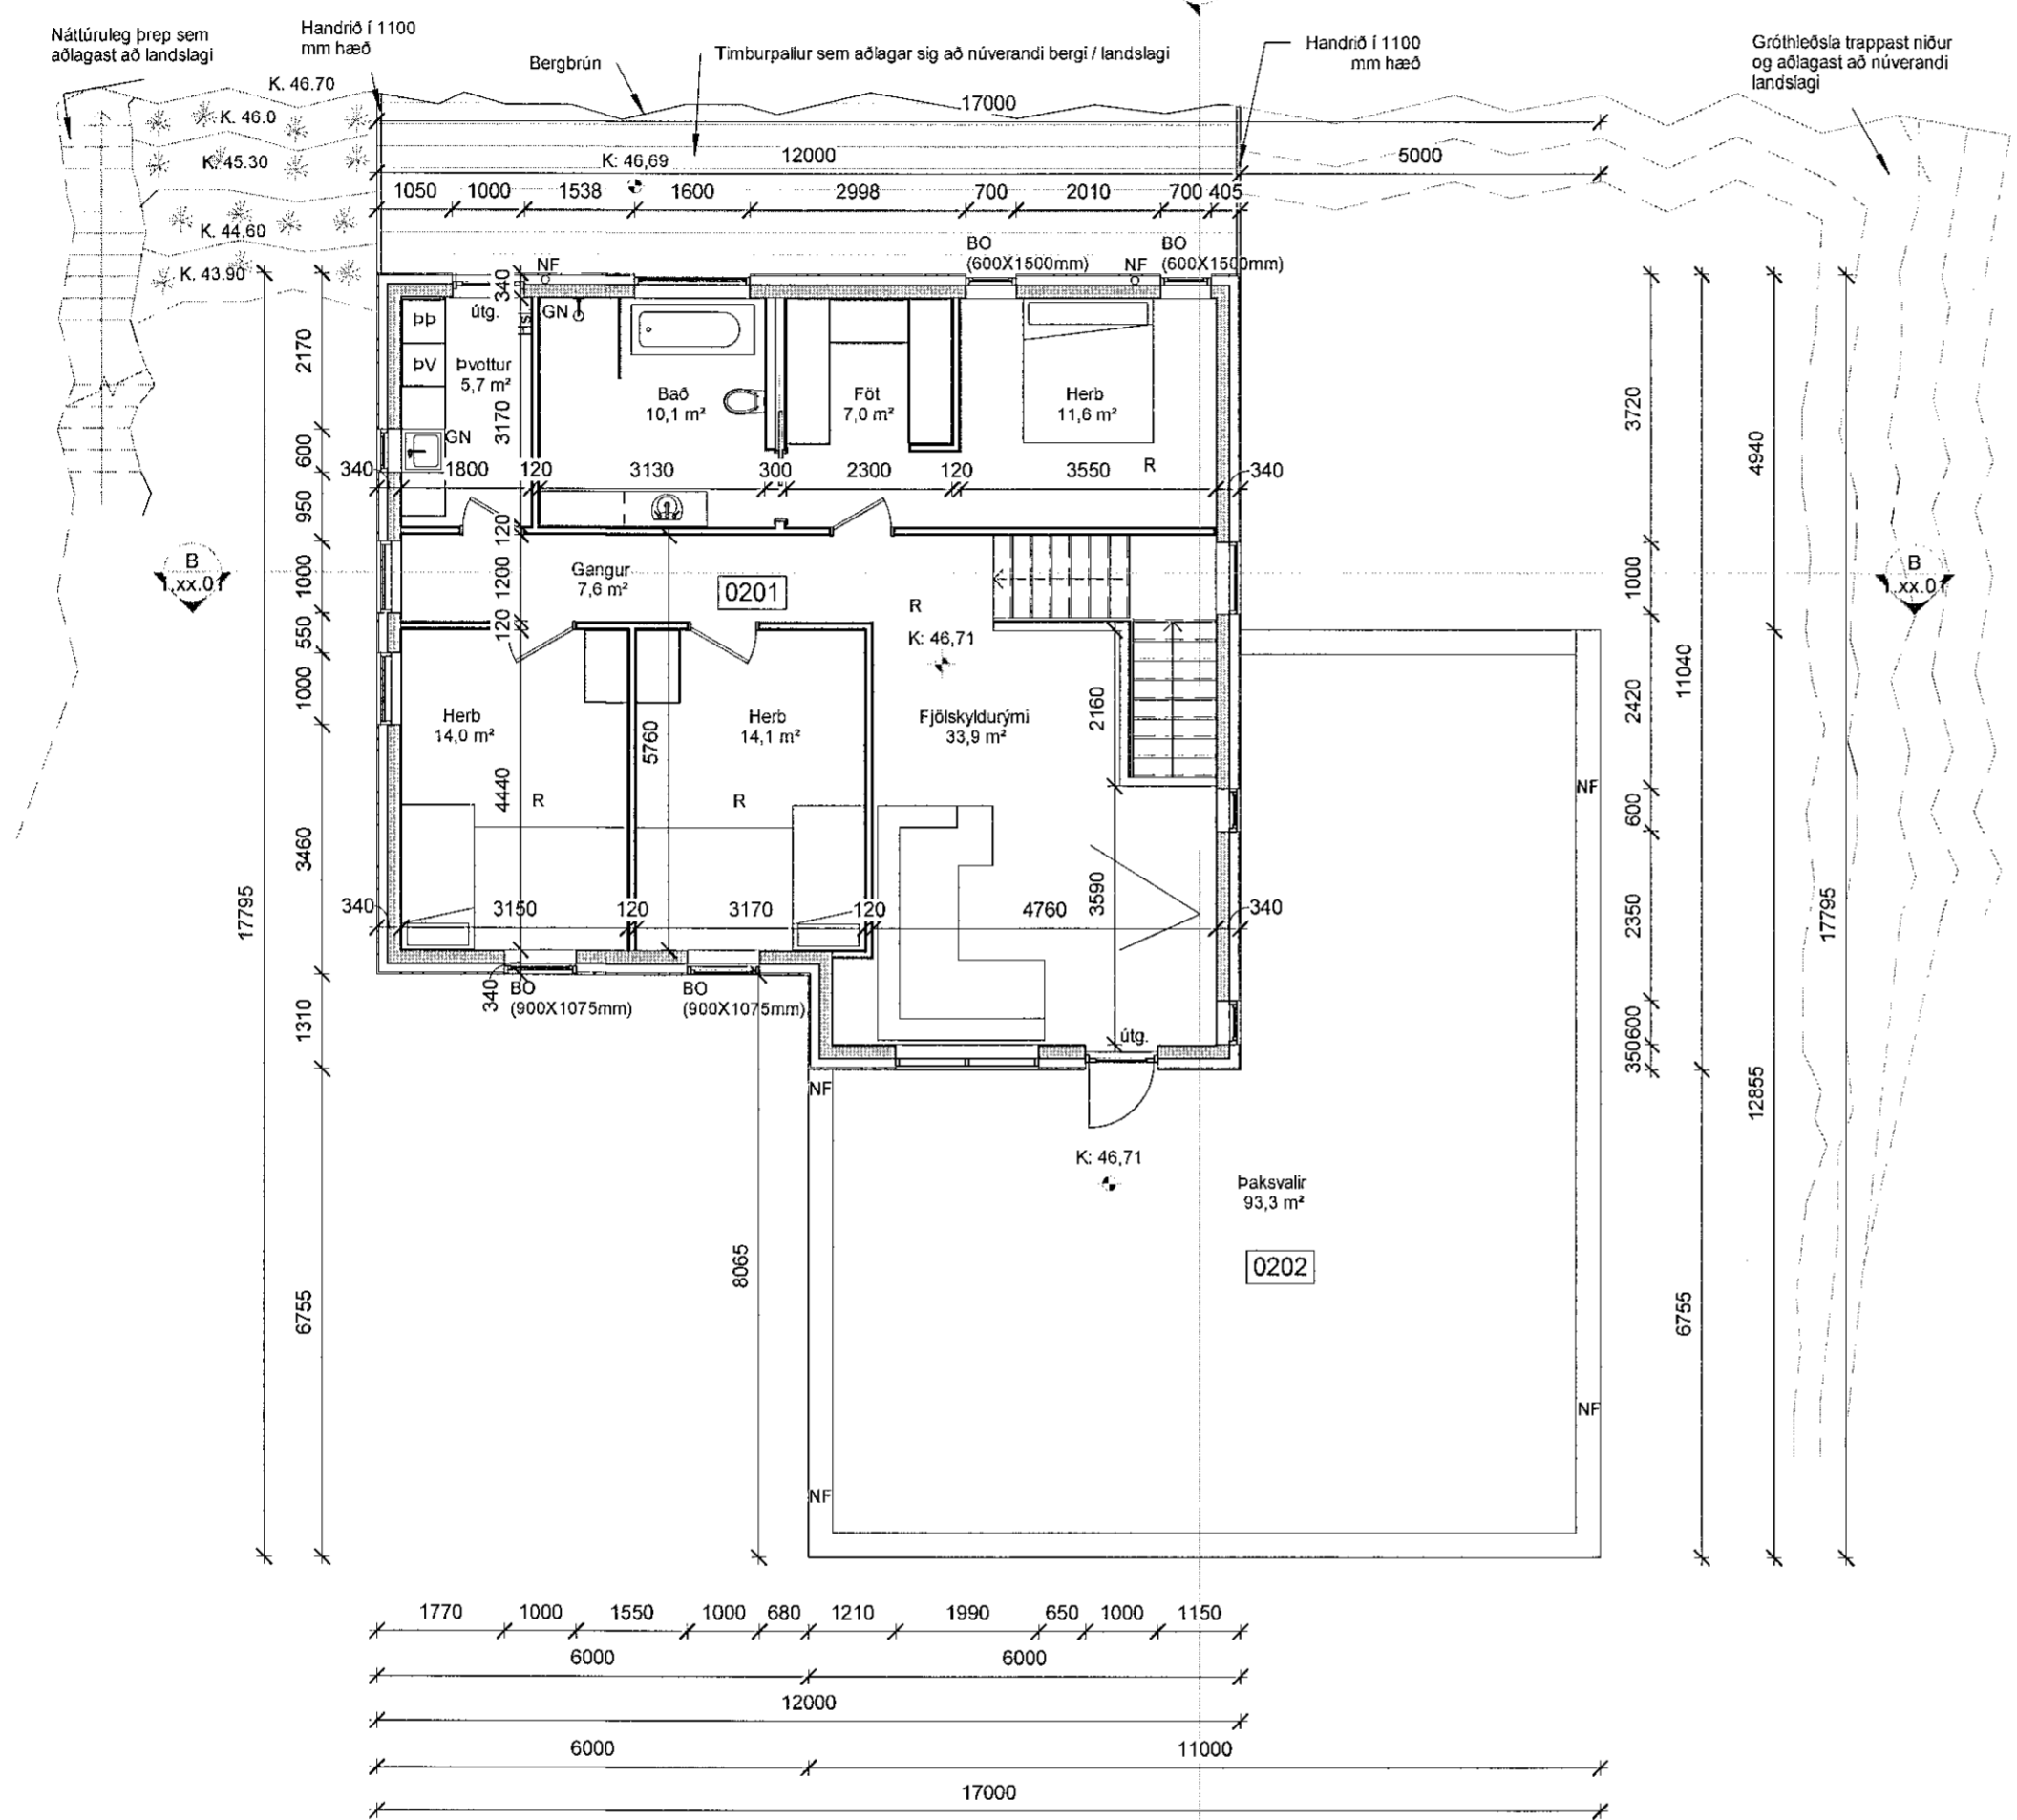 Náttúruleg þrep sem
aðlagast að landslagi
Handrið í 1100
mm hæð
Bergbrún
Timburpallur sem aðlagar sig að núverandi bergi / landslagi
Handrið í 1100
mm hæð
Gróthleðsla trappast niður
og aðlagast að núverandi
landslagi
K. 46.70
K. 46.0
K. 45.30
K. 44.60
K. 43.90
17000
12000
5000
K: 46,69
1050 1000 1538 1600 2998 700 2010 700 405
NF
BO
(600X1500mm)
NF
BO
(600X1500mm)
340
útg.
GN
ÞÞ
ÞV
Þvottur
5,7 m²
Bað
10,1 m²
Föt
7,0 m²
Herb
11,6 m²
3170
GN
340 1800 120 3130 300 2300 120 3550 R 340
120
B
1.xx.01
Gangur
7,6 m²
1200
0201
R
K: 46,71
B
1.xx.01
120
Herb
14,0 m²
Herb
14,1 m²
Fjölskyldurými
33,9 m²
5760
2160
4440
R
R
340 3150 120 3170 120 4760 3590 340
340
BO
(900X1075mm)
BO
(900X1075mm)
útg.
NF
NF
NF
NF
K: 46,71
Þaksvalir
93,3 m²
0202
8065
17795
2170
600
950
1000
550
1000
3460
1310
6755
3720
1000
2420
600
2350
600
350
11040
6755
4940
12855
17795
1770 1000 1550 1000 680 1210 1990 650 1000 1150
6000 6000
12000
6000 11000
17000